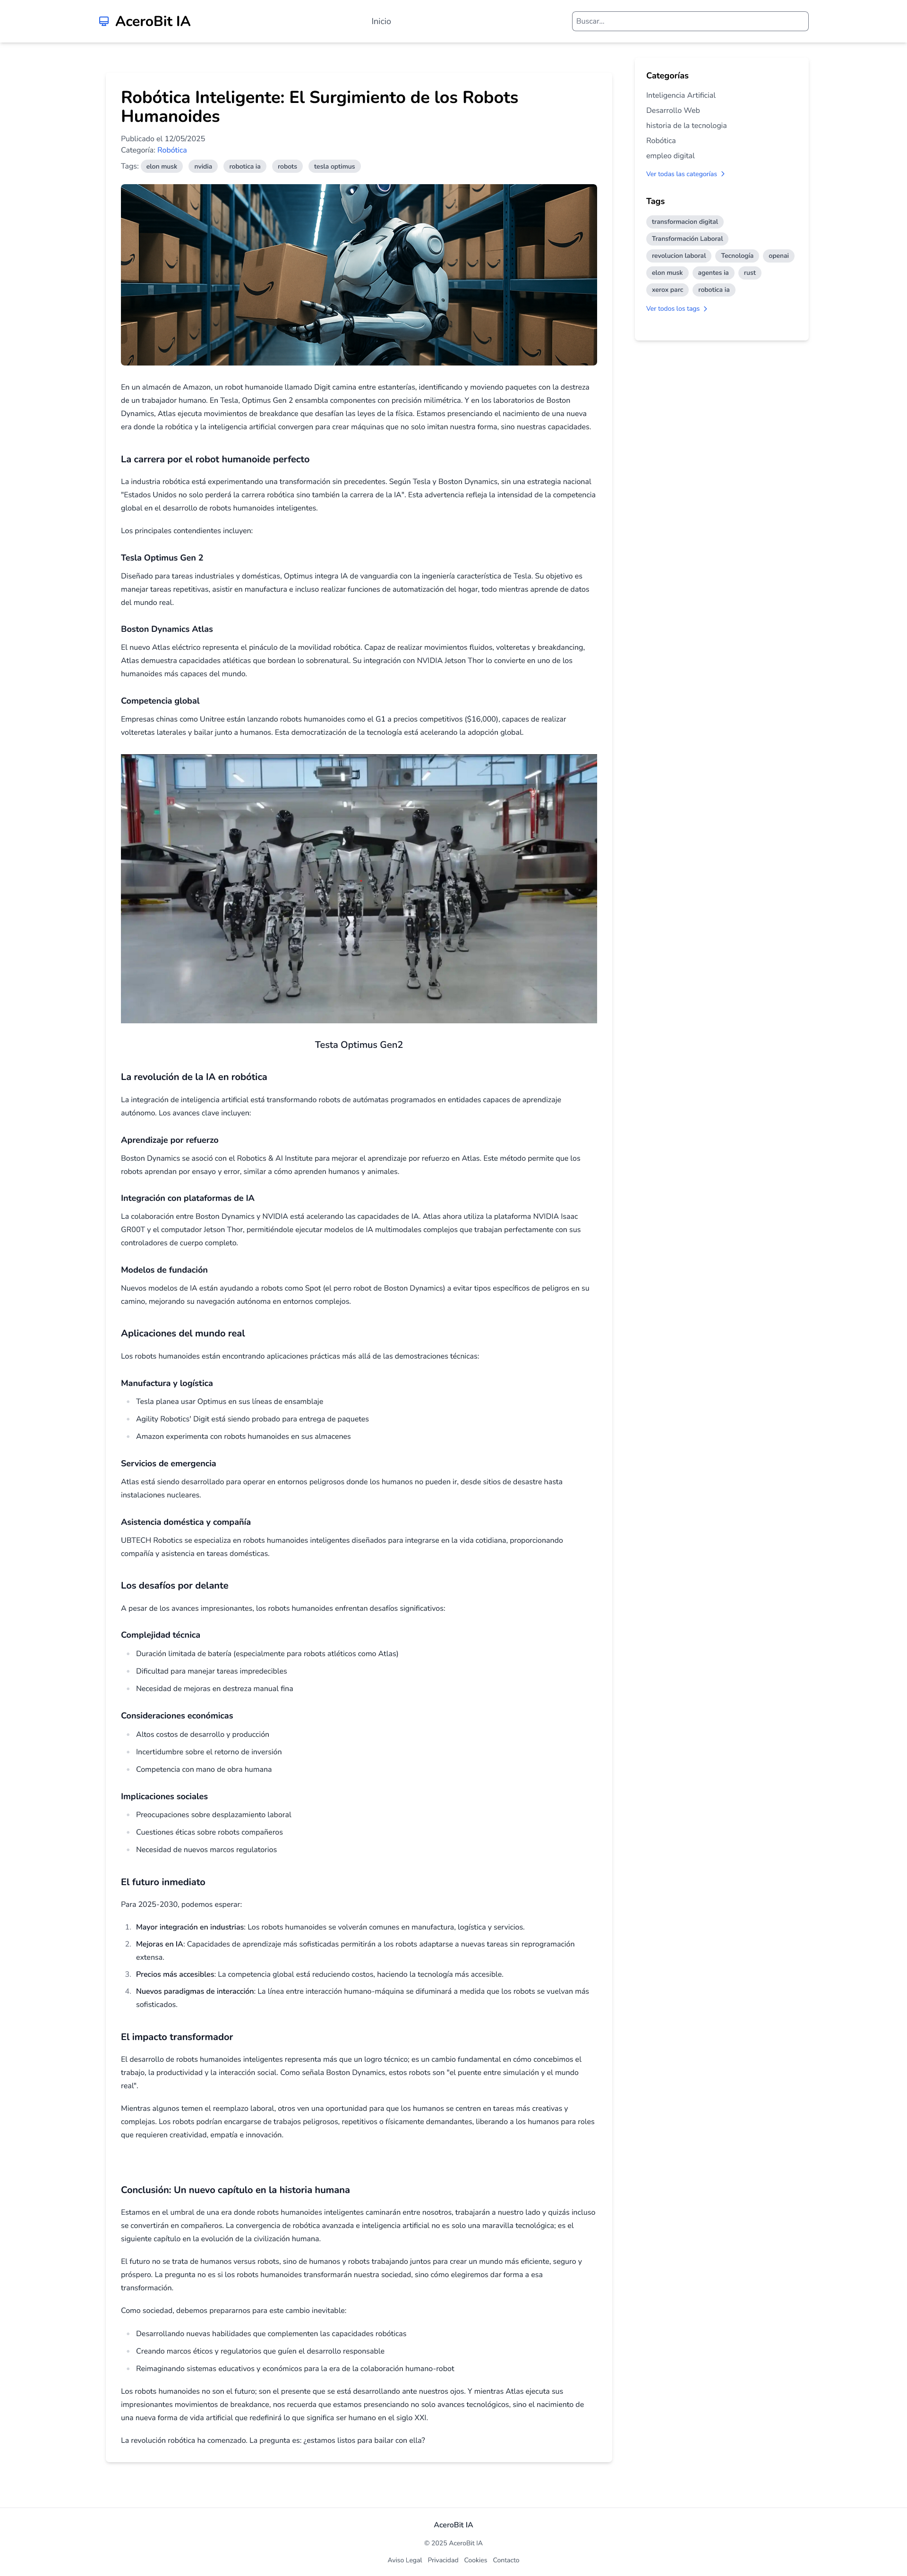 AceroBit IA
Inicio
Buscar...
Robótica Inteligente: El Surgimiento de los Robots
Humanoides
Publicado el 12/05/2025
Categoría: Robótica
Tags: elon musk nvidia robotica ia robots tesla optimus
En un almacén de Amazon, un robot humanoide llamado Digit camina entre estanterías, identificando y moviendo paquetes con la destreza
de un trabajador humano. En Tesla, Optimus Gen 2 ensambla componentes con precisión milimétrica. Y en los laboratorios de Boston
Dynamics, Atlas ejecuta movimientos de breakdance que desafían las leyes de la física. Estamos presenciando el nacimiento de una nueva
era donde la robótica y la inteligencia artificial convergen para crear máquinas que no solo imitan nuestra forma, sino nuestras capacidades.
La carrera por el robot humanoide perfecto
La industria robótica está experimentando una transformación sin precedentes. Según Tesla y Boston Dynamics, sin una estrategia nacional
"Estados Unidos no solo perderá la carrera robótica sino también la carrera de la IA". Esta advertencia refleja la intensidad de la competencia
global en el desarrollo de robots humanoides inteligentes.
Los principales contendientes incluyen:
Tesla Optimus Gen 2
Diseñado para tareas industriales y domésticas, Optimus integra IA de vanguardia con la ingeniería característica de Tesla. Su objetivo es
manejar tareas repetitivas, asistir en manufactura e incluso realizar funciones de automatización del hogar, todo mientras aprende de datos
del mundo real.
Boston Dynamics Atlas
El nuevo Atlas eléctrico representa el pináculo de la movilidad robótica. Capaz de realizar movimientos fluidos, volteretas y breakdancing,
Atlas demuestra capacidades atléticas que bordean lo sobrenatural. Su integración con NVIDIA Jetson Thor lo convierte en uno de los
humanoides más capaces del mundo.
Competencia global
Empresas chinas como Unitree están lanzando robots humanoides como el G1 a precios competitivos ($16,000), capaces de realizar
volteretas laterales y bailar junto a humanos. Esta democratización de la tecnología está acelerando la adopción global.
Testa Optimus Gen2
La revolución de la IA en robótica
La integración de inteligencia artificial está transformando robots de autómatas programados en entidades capaces de aprendizaje
autónomo. Los avances clave incluyen:
Aprendizaje por refuerzo
Boston Dynamics se asoció con el Robotics & AI Institute para mejorar el aprendizaje por refuerzo en Atlas. Este método permite que los
robots aprendan por ensayo y error, similar a cómo aprenden humanos y animales.
Integración con plataformas de IA
La colaboración entre Boston Dynamics y NVIDIA está acelerando las capacidades de IA. Atlas ahora utiliza la plataforma NVIDIA Isaac
GR00T y el computador Jetson Thor, permitiéndole ejecutar modelos de IA multimodales complejos que trabajan perfectamente con sus
controladores de cuerpo completo.
Modelos de fundación
Nuevos modelos de IA están ayudando a robots como Spot (el perro robot de Boston Dynamics) a evitar tipos específicos de peligros en su
camino, mejorando su navegación autónoma en entornos complejos.
Aplicaciones del mundo real
Los robots humanoides están encontrando aplicaciones prácticas más allá de las demostraciones técnicas:
Manufactura y logística
Tesla planea usar Optimus en sus líneas de ensamblaje
Agility Robotics' Digit está siendo probado para entrega de paquetes
Amazon experimenta con robots humanoides en sus almacenes
Servicios de emergencia
Atlas está siendo desarrollado para operar en entornos peligrosos donde los humanos no pueden ir, desde sitios de desastre hasta
instalaciones nucleares.
Asistencia doméstica y compañía
UBTECH Robotics se especializa en robots humanoides inteligentes diseñados para integrarse en la vida cotidiana, proporcionando
compañía y asistencia en tareas domésticas.
Los desafíos por delante
A pesar de los avances impresionantes, los robots humanoides enfrentan desafíos significativos:
Complejidad técnica
Duración limitada de batería (especialmente para robots atléticos como Atlas)
Dificultad para manejar tareas impredecibles
Necesidad de mejoras en destreza manual fina
Consideraciones económicas
Altos costos de desarrollo y producción
Incertidumbre sobre el retorno de inversión
Competencia con mano de obra humana
Implicaciones sociales
Preocupaciones sobre desplazamiento laboral
Cuestiones éticas sobre robots compañeros
Necesidad de nuevos marcos regulatorios
El futuro inmediato
Para 2025-2030, podemos esperar:
1. Mayor integración en industrias: Los robots humanoides se volverán comunes en manufactura, logística y servicios.
2. Mejoras en IA: Capacidades de aprendizaje más sofisticadas permitirán a los robots adaptarse a nuevas tareas sin reprogramación
extensa.
3. Precios más accesibles: La competencia global está reduciendo costos, haciendo la tecnología más accesible.
4. Nuevos paradigmas de interacción: La línea entre interacción humano-máquina se difuminará a medida que los robots se vuelvan más
sofisticados.
El impacto transformador
El desarrollo de robots humanoides inteligentes representa más que un logro técnico; es un cambio fundamental en cómo concebimos el
trabajo, la productividad y la interacción social. Como señala Boston Dynamics, estos robots son "el puente entre simulación y el mundo
real".
Mientras algunos temen el reemplazo laboral, otros ven una oportunidad para que los humanos se centren en tareas más creativas y
complejas. Los robots podrían encargarse de trabajos peligrosos, repetitivos o físicamente demandantes, liberando a los humanos para roles
que requieren creatividad, empatía e innovación.
Conclusión: Un nuevo capítulo en la historia humana
Estamos en el umbral de una era donde robots humanoides inteligentes caminarán entre nosotros, trabajarán a nuestro lado y quizás incluso
se convertirán en compañeros. La convergencia de robótica avanzada e inteligencia artificial no es solo una maravilla tecnológica; es el
siguiente capítulo en la evolución de la civilización humana.
El futuro no se trata de humanos versus robots, sino de humanos y robots trabajando juntos para crear un mundo más eficiente, seguro y
próspero. La pregunta no es si los robots humanoides transformarán nuestra sociedad, sino cómo elegiremos dar forma a esa
transformación.
Como sociedad, debemos prepararnos para este cambio inevitable:
Desarrollando nuevas habilidades que complementen las capacidades robóticas
Creando marcos éticos y regulatorios que guíen el desarrollo responsable
Reimaginando sistemas educativos y económicos para la era de la colaboración humano-robot
Los robots humanoides no son el futuro; son el presente que se está desarrollando ante nuestros ojos. Y mientras Atlas ejecuta sus
impresionantes movimientos de breakdance, nos recuerda que estamos presenciando no solo avances tecnológicos, sino el nacimiento de
una nueva forma de vida artificial que redefinirá lo que significa ser humano en el siglo XXI.
La revolución robótica ha comenzado. La pregunta es: ¿estamos listos para bailar con ella?
Categorías
Inteligencia Artificial
Desarrollo Web
historia de la tecnologia
Robótica
empleo digital
Ver todas las categorías
Tags
transformacion digital
Transformación Laboral
revolucion laboral Tecnología openai
elon musk agentes ia rust
xerox parc robotica ia
Ver todos los tags
AceroBit IA
© 2025 AceroBit IA
Aviso Legal Privacidad Cookies Contacto